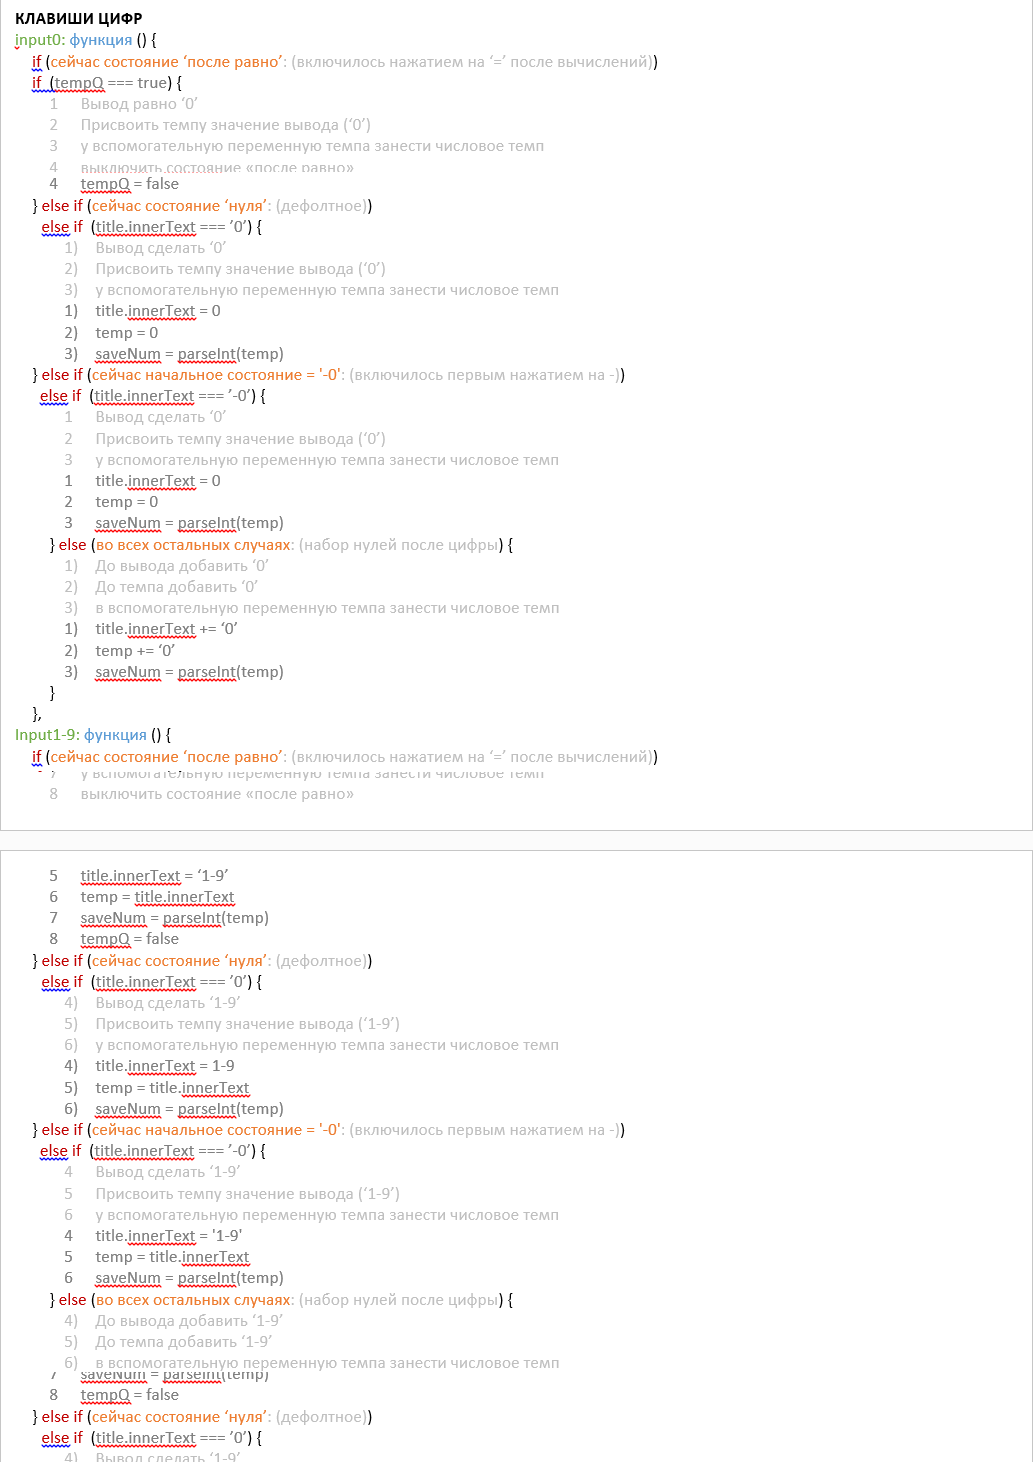 КЛАВИШИ ЦИФР
input0: функция () {
if (сейчас состояние ‘после равно’: (включилось нажатием на ‘=’ после вычислений))
if (tempQ === true) {
1 Вывод равно ‘0’
2 Присвоить темпу значение вывода (‘0’)
3 у вспомогательную переменную темпа занести числовое темп
4 выключить состояние «после равно»
4 tempQ = false
} else if (сейчас состояние ‘нуля’: (дефолтное))
else if (title.innerText === ’0’) {
1) Вывод сделать ‘0’
2) Присвоить темпу значение вывода (‘0’)
3) у вспомогательную переменную темпа занести числовое темп
1) title.innerText = 0
2) temp = 0
3) saveNum = parseInt(temp)
} else if (сейчас начальное состояние = '-0': (включилось первым нажатием на -))
else if (title.innerText === ’-0’) {
1 Вывод сделать ‘0’
2 Присвоить темпу значение вывода (‘0’)
3 у вспомогательную переменную темпа занести числовое темп
1 title.innerText = 0
2 temp = 0
3 saveNum = parseInt(temp)
} else (во всех остальных случаях: (набор нулей после цифры) {
1) До вывода добавить ‘0’
2) До темпа добавить ‘0’
3) в вспомогательную переменную темпа занести числовое темп
1) title.innerText += ‘0’
2) temp += ‘0’
3) saveNum = parseInt(temp)
}
},
Input1-9: функция () {
if (сейчас состояние ‘после равно’: (включилось нажатием на ‘=’ после вычислений))
7 у вспомогательную переменную темпа занести числовое темп
8 выключить состояние «после равно»
5 title.innerText = ‘1-9’
6 temp = title.innerText
7 saveNum = parseInt(temp)
8 tempQ = false
} else if (сейчас состояние ‘нуля’: (дефолтное))
else if (title.innerText === ’0’) {
4) Вывод сделать ‘1-9’
5) Присвоить темпу значение вывода (‘1-9’)
6) у вспомогательную переменную темпа занести числовое темп
4) title.innerText = 1-9
5) temp = title.innerText
6) saveNum = parseInt(temp)
} else if (сейчас начальное состояние = '-0': (включилось первым нажатием на -))
else if (title.innerText === ’-0’) {
4 Вывод сделать ‘1-9’
5 Присвоить темпу значение вывода (‘1-9’)
6 у вспомогательную переменную темпа занести числовое темп
4 title.innerText = '1-9'
5 temp = title.innerText
6 saveNum = parseInt(temp)
} else (во всех остальных случаях: (набор нулей после цифры) {
4) До вывода добавить ‘1-9’
5) До темпа добавить ‘1-9’
6) в вспомогательную переменную темпа занести числовое темп
7 saveNum = parseInt(temp)
8 tempQ = false
} else if (сейчас состояние ‘нуля’: (дефолтное))
else if (title.innerText === ’0’) {
4) Вывод сделать ‘1-9’